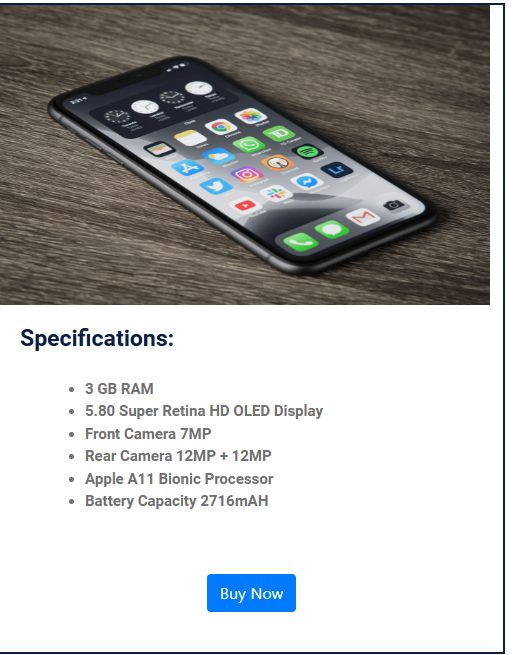 Specifications:
3 GB RAM
5.80 Super Retina HD OLED Display
Front Camera 7MP
Rear Camera 12MP + 12MP
Apple A11 Bionic Processor
Battery Capacity 2716mAH
Buy Now